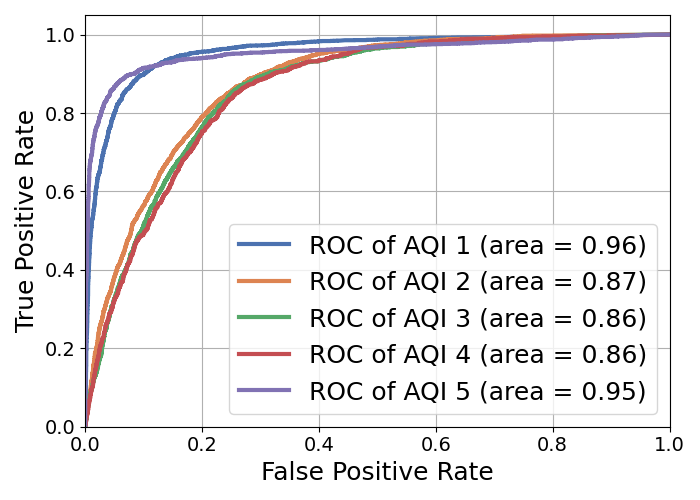 True Positive Rate
1.0
0.8
0.6
0.4
0.2
0.0
ROC of AQI 1 (area = 0.96)
ROC of AQI 2 (area = 0.87)
ROC of AQI 3 (area = 0.86)
ROC of AQI 4 (area = 0.86)
ROC of AQI 5 (area = 0.95)
0.0 0.2 0.4 0.6 0.8 1.0
False Positive Rate